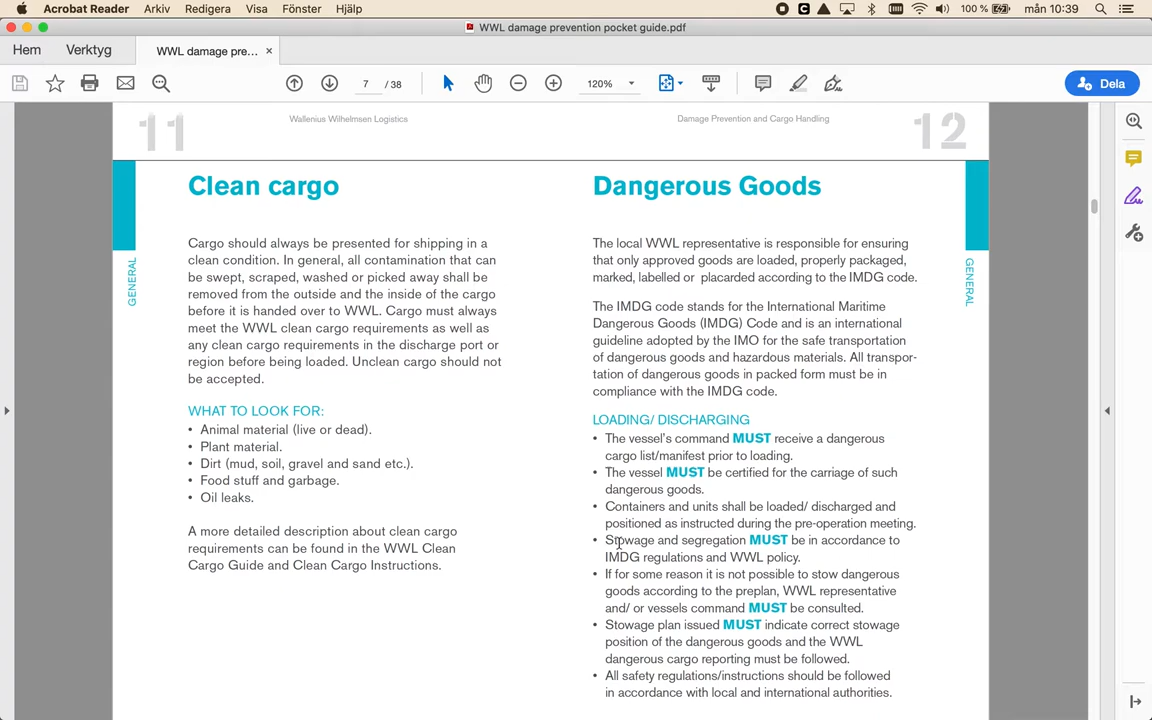 Acrobat Reader Arkiv Redigera Visa Fönster Hjälp 100 % mån 10:39
WWL damage prevention pocket guide.pdf
Hem Verktyg WWL damage pre... ×
7 / 38 120% Dela
11 Wallenius Wilhelmsen Logistics
Damage Prevention and Cargo Handling 12
Clean cargo
GENERAL
Cargo should always be presented for shipping in a
clean condition. In general, all contamination that can
be swept, scraped, washed or picked away shall be
removed from the outside and the inside of the cargo
before it is handed over to WWL. Cargo must always
meet the WWL clean cargo requirements as well as
any clean cargo requirements in the discharge port or
region before being loaded. Unclean cargo should not
be accepted.
WHAT TO LOOK FOR:
• Animal material (live or dead).
• Plant material.
• Dirt (mud, soil, gravel and sand etc.).
• Food stuff and garbage.
• Oil leaks.
A more detailed description about clean cargo
requirements can be found in the WWL Clean
Cargo Guide and Clean Cargo Instructions.
Dangerous Goods
GENERAL
The local WWL representative is responsible for ensuring
that only approved goods are loaded, properly packaged,
marked, labelled or placarded according to the IMDG code.
The IMDG code stands for the International Maritime
Dangerous Goods (IMDG) Code and is an international
guideline adopted by the IMO for the safe transportation
of dangerous goods and hazardous materials. All transpor-
tation of dangerous goods in packed form must be in
compliance with the IMDG code.
LOADING/ DISCHARGING
• The vessel's command MUST receive a dangerous
cargo list/manifest prior to loading.
• The vessel MUST be certified for the carriage of such
dangerous goods.
• Containers and units shall be loaded/ discharged and
positioned as instructed during the pre-operation meeting.
• Stowage and segregation MUST be in accordance to
IMDG regulations and WWL policy.
• If for some reason it is not possible to stow dangerous
goods according to the preplan, WWL representative
and/ or vessels command MUST be consulted.
• Stowage plan issued MUST indicate correct stowage
position of the dangerous goods and the WWL
dangerous cargo reporting must be followed.
• All safety regulations/instructions should be followed
in accordance with local and international authorities.